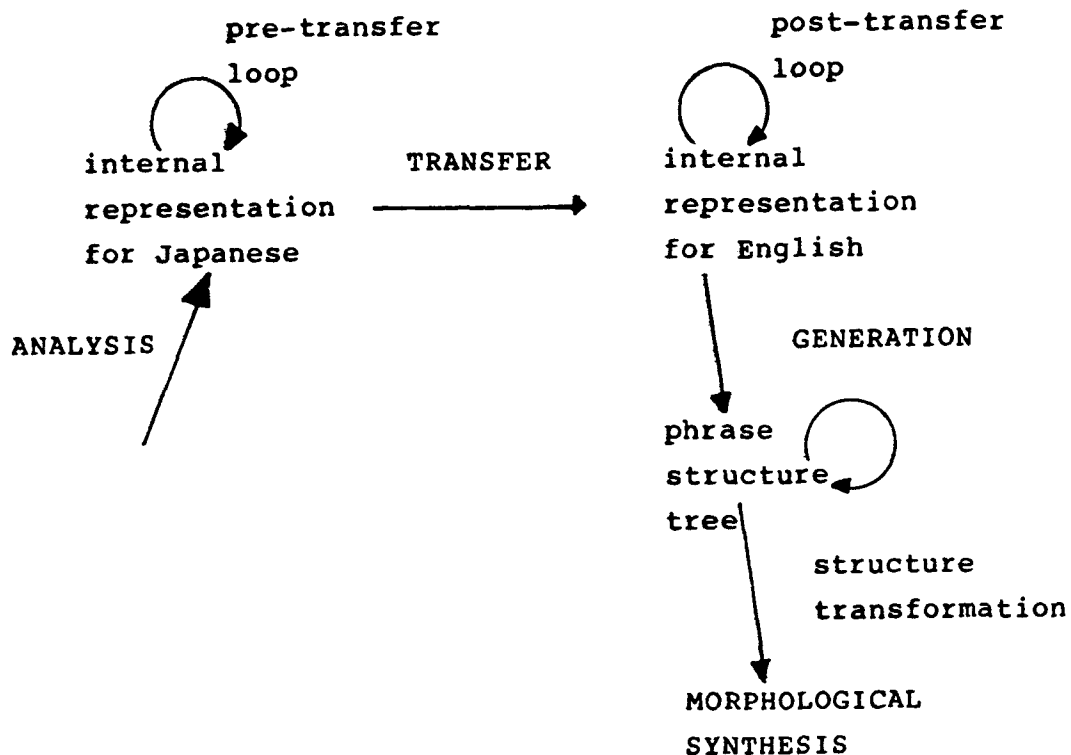 pre-transfer
loop
post-transfer
loop
internal
representation
for Japanese
TRANSFER
internal
representation
for English
ANALYSIS
GENERATION
phrase
structure
tree
structure
transformation
MORPHOLOGICAL
SYNTHESIS